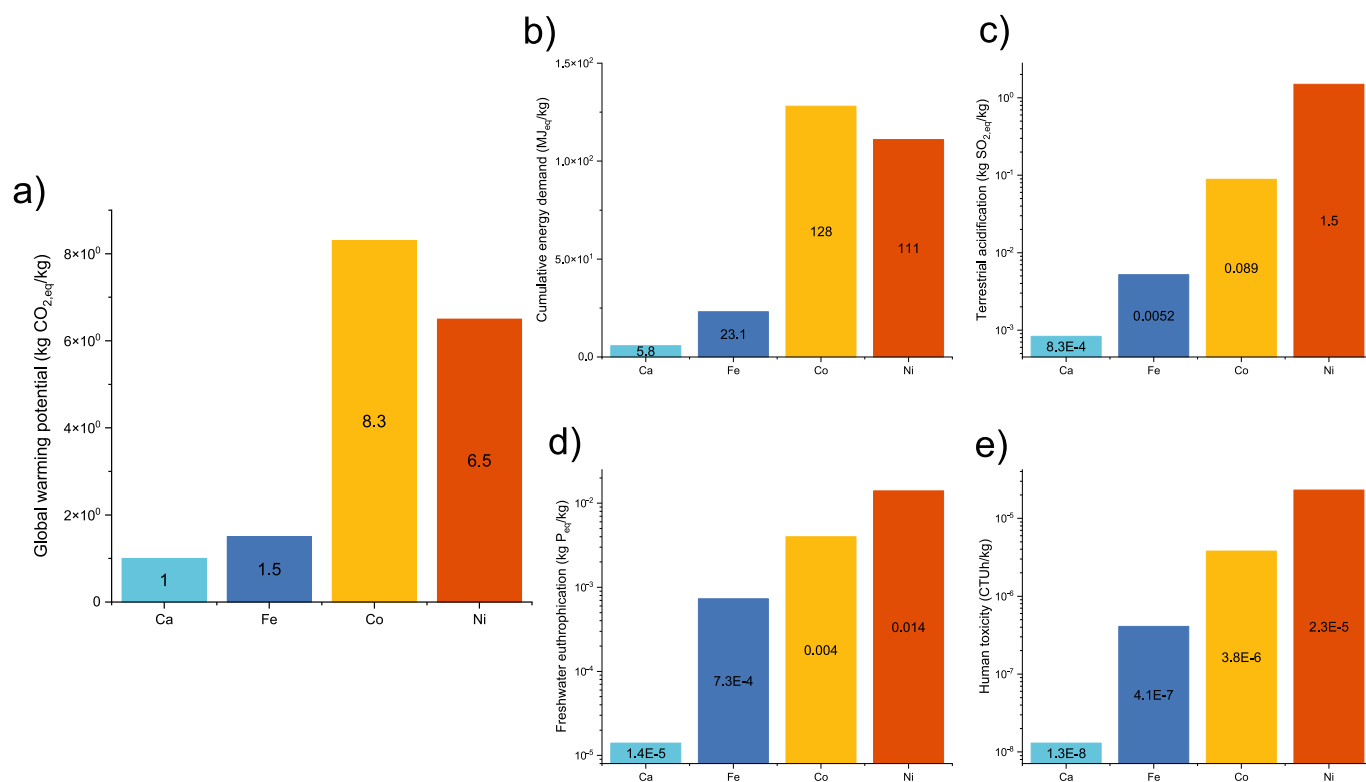 a)
Global warming potential (kg CO2,eq/kg)
8×10⁰
6×10⁰
4×10⁰
2×10⁰
0
1
1.5
8.3
6.5
Ca Fe Co Ni
b)
Cumulative energy demand (MJeq/kg)
1.5×10²
1.0×10²
5.0×10¹
0.0
5.8
23.1
128
111
Ca Fe Co Ni
c)
Terrestrial acidification (kg SO2,eq/kg)
10⁰
10⁻¹
10⁻²
10⁻³
8.3E-4
0.0052
0.089
1.5
Ca Fe Co Ni
d)
Freshwater euthrophication (kg Peq/kg)
10⁻²
10⁻³
10⁻⁴
10⁻⁵
1.4E-5
7.3E-4
0.004
0.014
Ca Fe Co Ni
e)
Human toxicity (CTUh/kg)
10⁻⁵
10⁻⁶
10⁻⁷
10⁻⁸
1.3E-8
4.1E-7
3.8E-6
2.3E-5
Ca Fe Co Ni